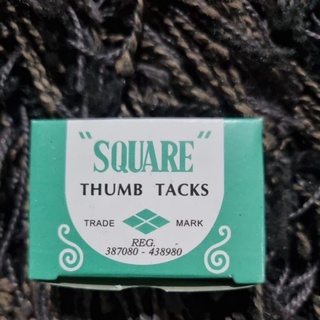 "SQUARE"
THUMB TACKS
TRADE MARK
REG.
387080 - 438980